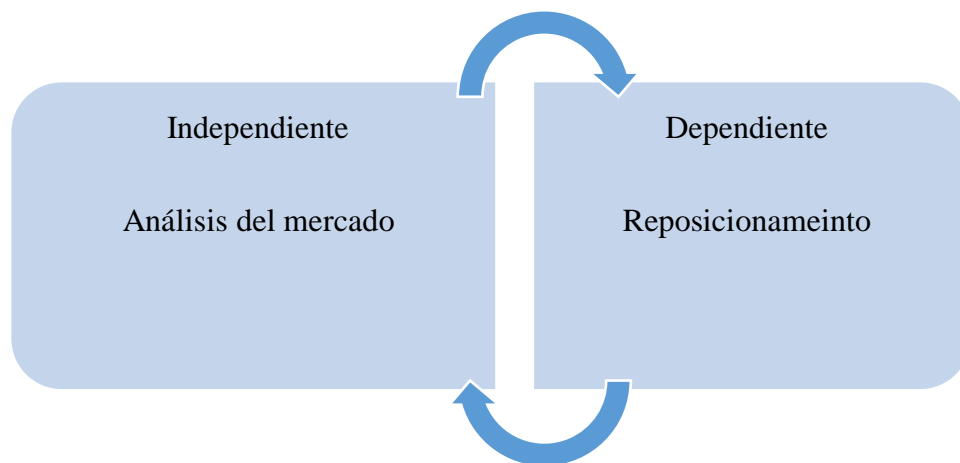 Independiente
Análisis del mercado
Dependiente
Reposicionameinto